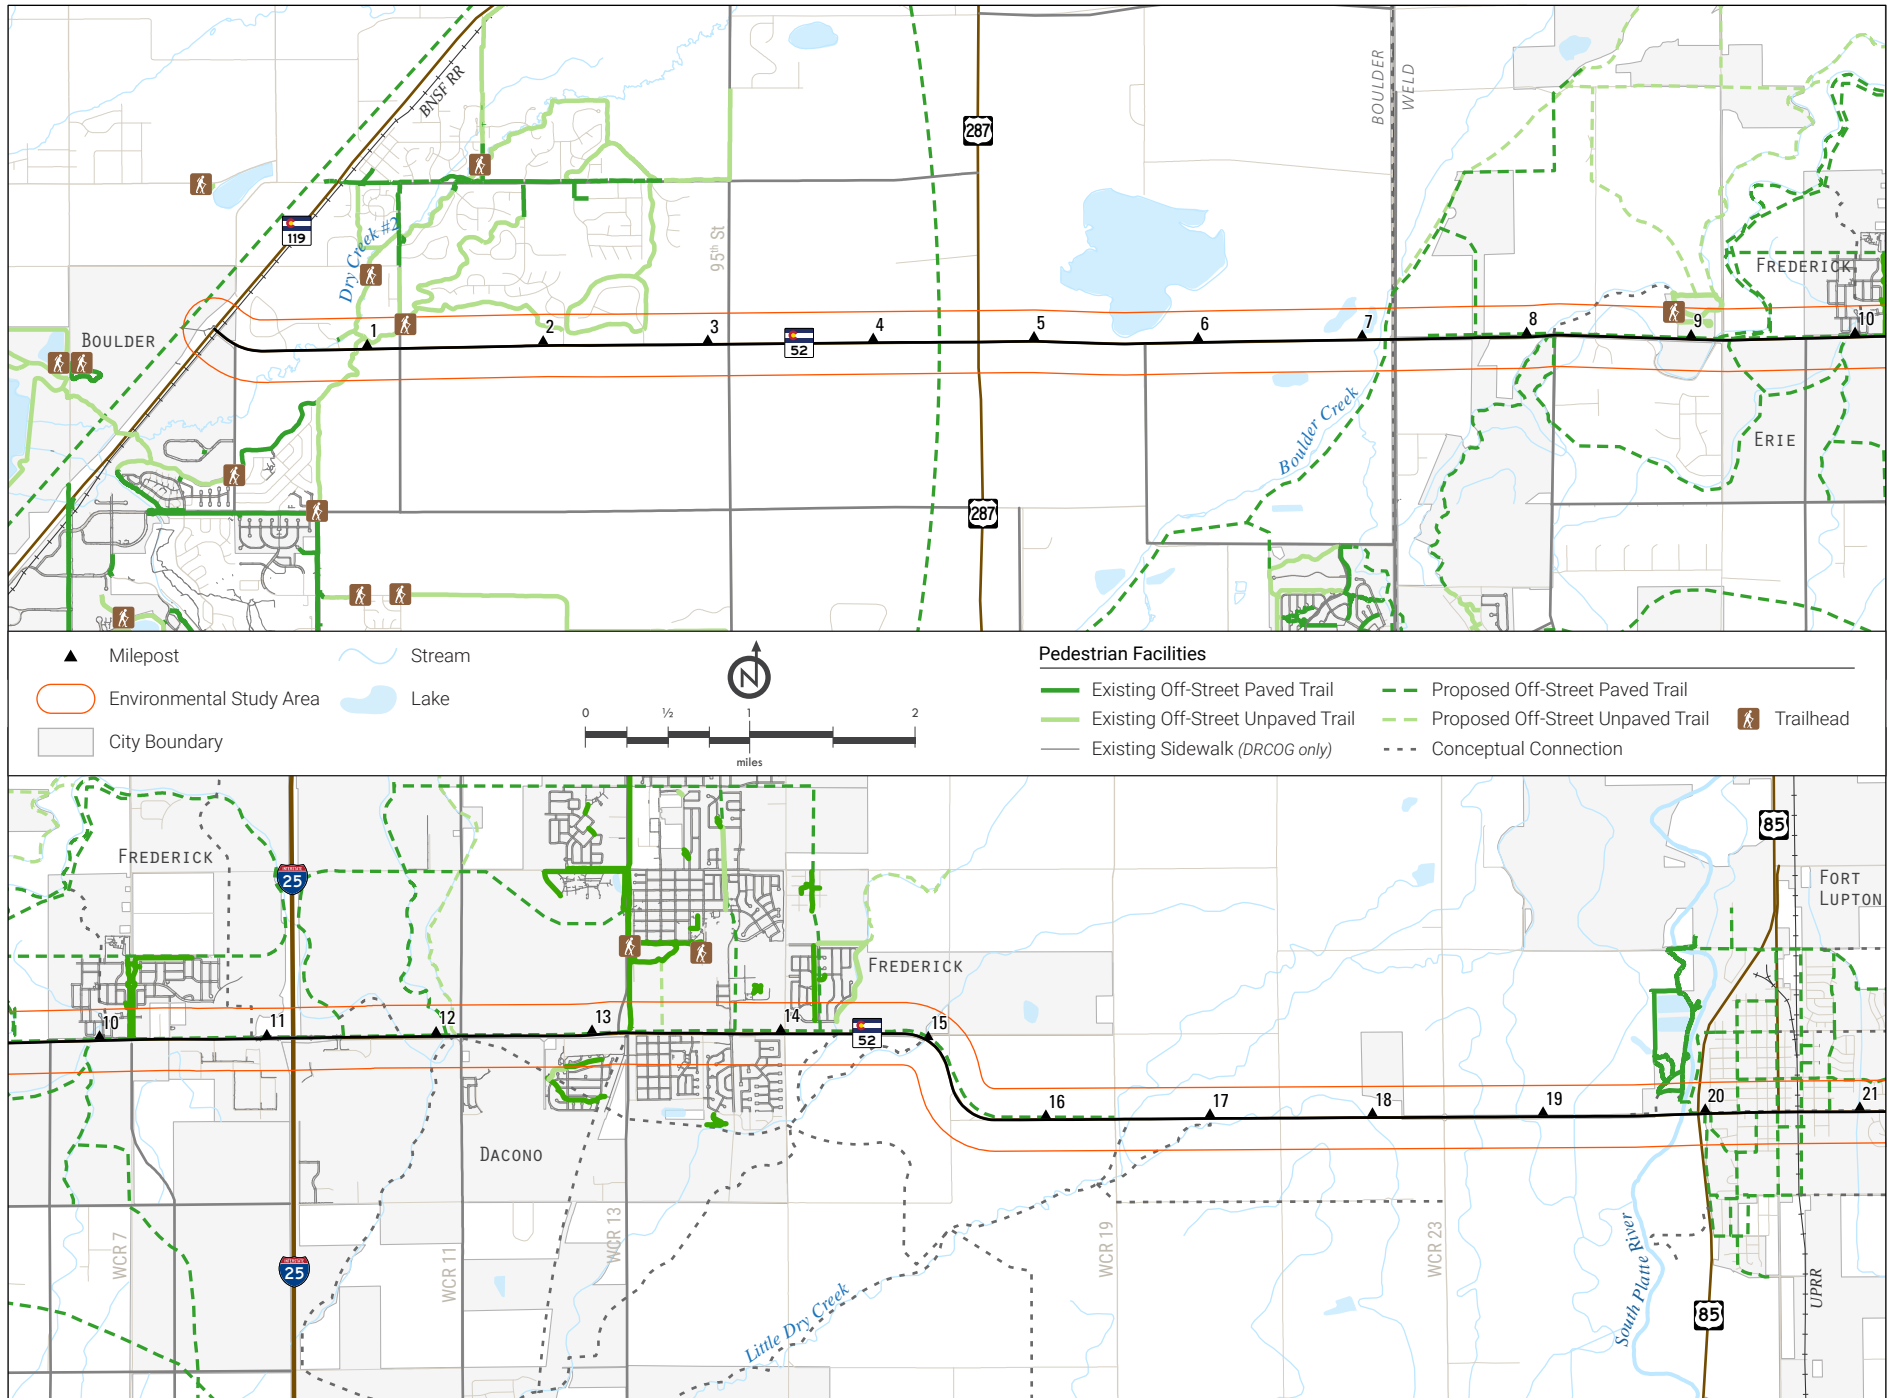 BNSF RR
287
BOULDER
WELD
119
Dry Creek #2
95th St
FREDERICK
BOULDER
1
2
3
52
4
5
6
7
8
9
10
Boulder Creek
ERIE
287
Milepost
Environmental Study Area
City Boundary
Stream
Lake
N
0
½
1
2
miles
Pedestrian Facilities
Existing Off-Street Paved Trail
Existing Off-Street Unpaved Trail
Existing Sidewalk (DRCOG only)
Proposed Off-Street Paved Trail
Proposed Off-Street Unpaved Trail
Conceptual Connection
Trailhead
85
FREDERICK
INTERSTATE
25
FORT
LUPTON
FREDERICK
10
11
12
13
14
52
15
16
17
18
19
20
21
DACONO
WCR 7
WCR 11
WCR 13
WCR 19
WCR 23
INTERSTATE
25
Little Dry Creek
South Platte River
85
UPRR